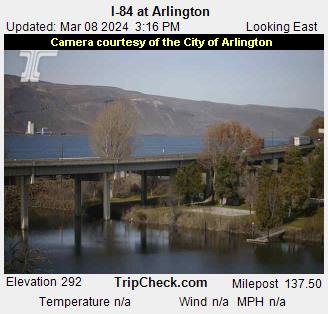 I-84 at Arlington
Updated: Mar 08 2024 3:16 PM Looking East
Camera courtesy of the City of Arlington
Elevation 292 TripCheck.com Milepost 137.50
Temperature n/a Wind n/a MPH n/a